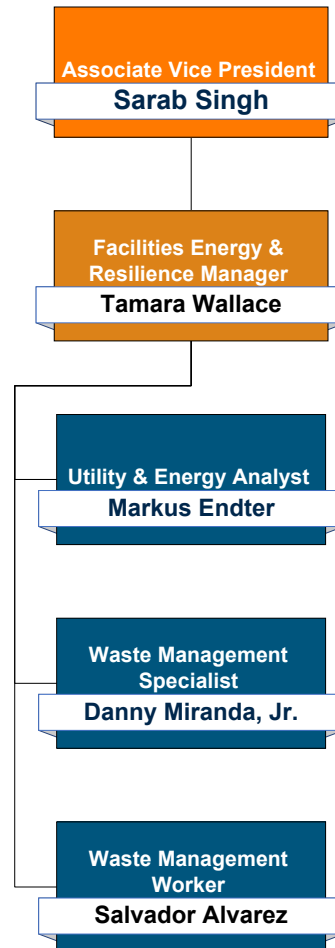 Associate Vice President
Sarab Singh
Facilities Energy &
Resilience Manager
Tamara Wallace
Utility & Energy Analyst
Markus Endter
Waste Management
Specialist
Danny Miranda, Jr.
Waste Management
Worker
Salvador Alvarez